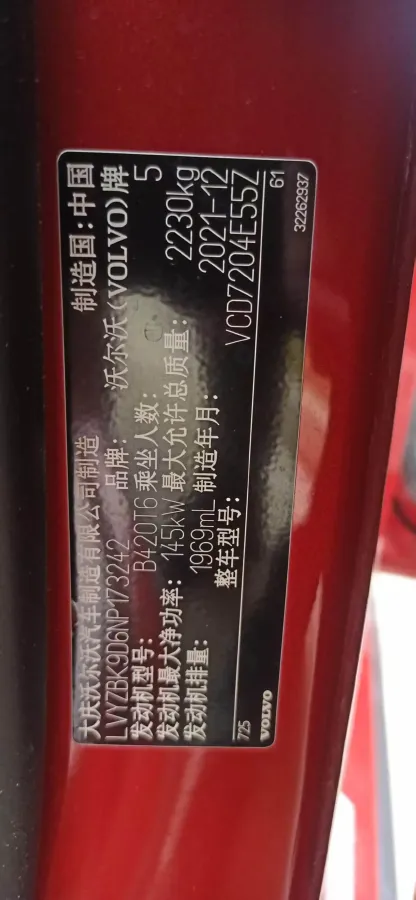 大庆沃尔沃汽车制造有限公司制造 制造国:中国
LVYZBK9D6NP173242 品牌: 沃尔沃(VOLVO)牌
发动机型号: B420T6 乘坐人数: 5
发动机最大净功率: 145kW 最大允许总质量: 2230kg
发动机排量: 1969mL 制造年月: 2021-12
整车型号: VCD7204E55Z
725 61
VOLVO 32262937